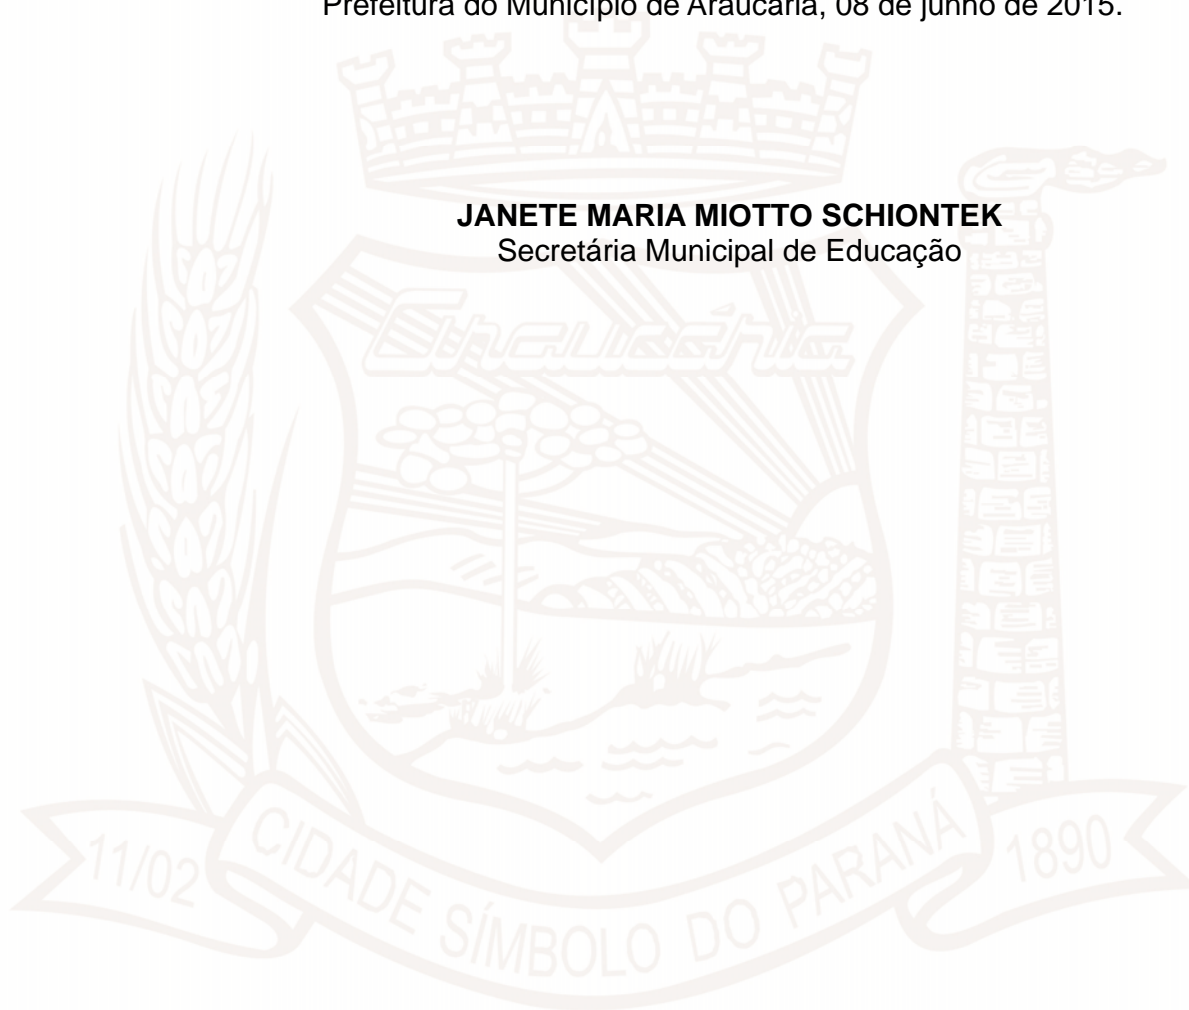 Prefeitura do Município de Araucária, 08 de junho de 2015.
JANETE MARIA MIOTTO SCHIONTEK
Secretária Municipal de Educação
Araucária
11/02
CIDADE SÍMBOLO DO PARANÁ
1890